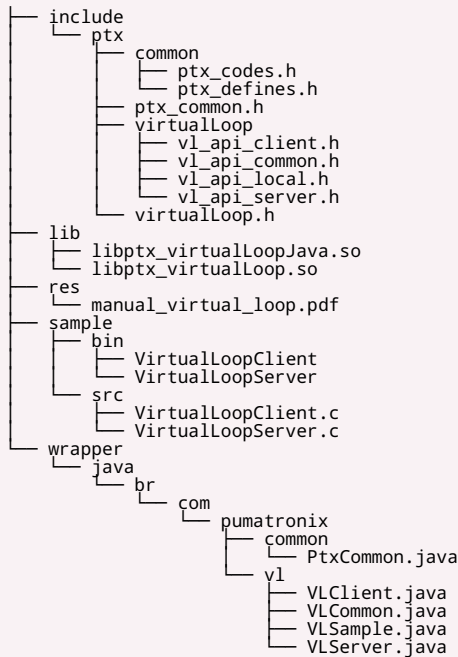 ├── include
│   └── ptx
│       ├── common
│       │   ├── ptx_codes.h
│       │   └── ptx_defines.h
│       ├── ptx_common.h
│       ├── virtualLoop
│       │   ├── vl_api_client.h
│       │   ├── vl_api_common.h
│       │   ├── vl_api_local.h
│       │   └── vl_api_server.h
│       └── virtualLoop.h
├── lib
│   ├── libptx_virtualLoopJava.so
│   └── libptx_virtualLoop.so
├── res
│   └── manual_virtual_loop.pdf
├── sample
│   ├── bin
│   │   ├── VirtualLoopClient
│   │   └── VirtualLoopServer
│   └── src
│       ├── VirtualLoopClient.c
│       └── VirtualLoopServer.c
└── wrapper
    └── java
        └── br
            └── com
                └── pumatronix
                    ├── common
                    │   └── PtxCommon.java
                    └── vl
                        ├── VLClient.java
                        ├── VLCommon.java
                        ├── VLSample.java
                        └── VLServer.java